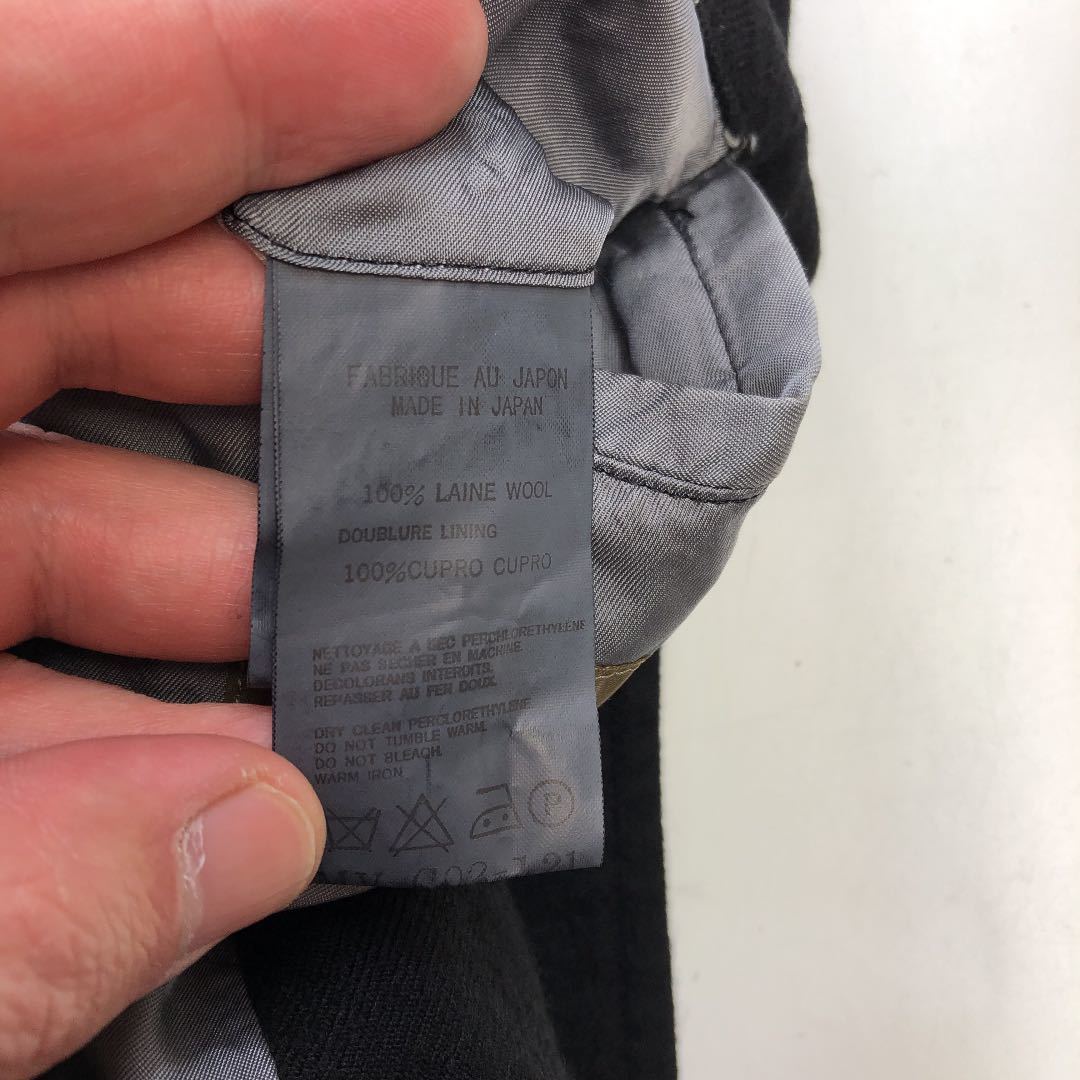 FABRIQUE AU JAPON
MADE IN JAPAN
100% LAINE WOOL
DOUBLURE LINING
100%CUPRO CUPRO
NETTOYAGE A SEC PERCHLORETHYLENE
NE PAS SECHER EN MACHINE.
DECOLORANS INTERDITS.
REPASSER AU FER DOUX.
DRY CLEAN PERCLORETHYLENE
DO NOT TUMBLE WARM.
DO NOT BLEACH.
WARM IRON
P